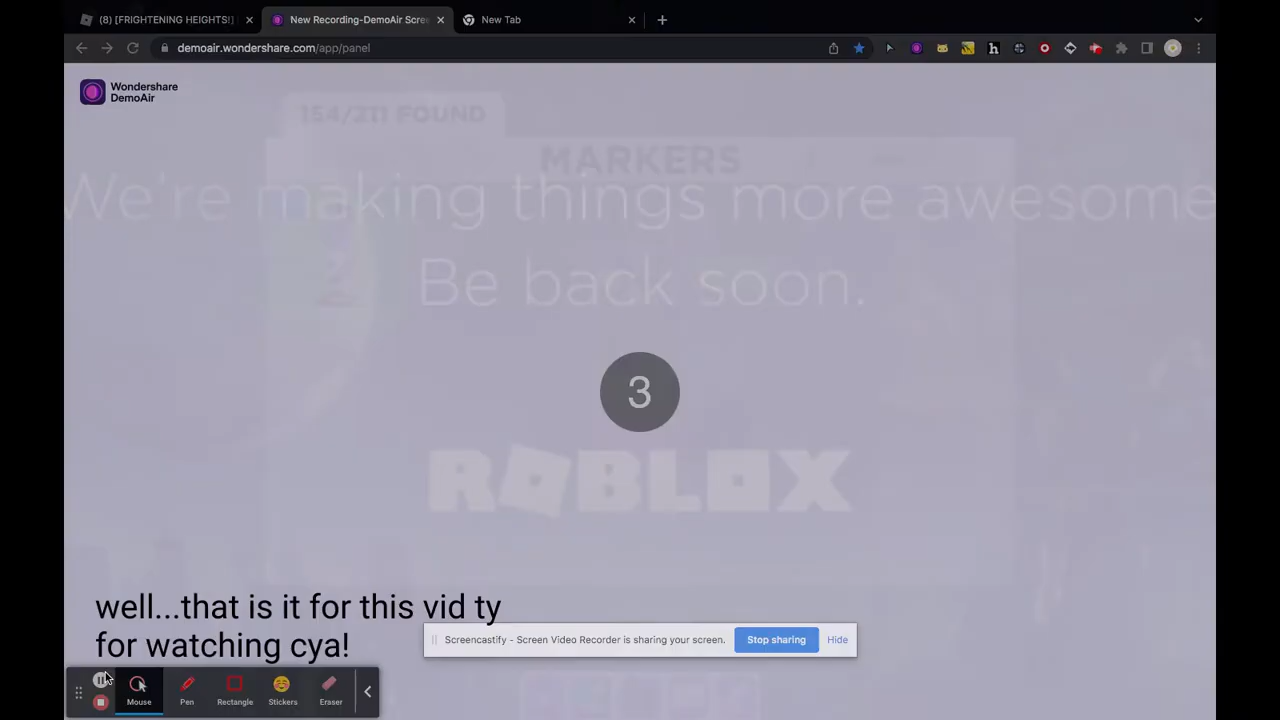 (8) [FRIGHTENING HEIGHTS!]
New Recording-DemoAir Scree
New Tab
demoair.wondershare.com/app/panel
Wondershare
DemoAir
154/211 FOUND
MARKERS
We're making things more awesome
Be back soon.
3
ROBLOX
well...that is it for this vid ty
for watching cya!
Screencastify - Screen Video Recorder is sharing your screen.
Stop sharing
Hide
Mouse
Pen
Rectangle
Stickers
Eraser